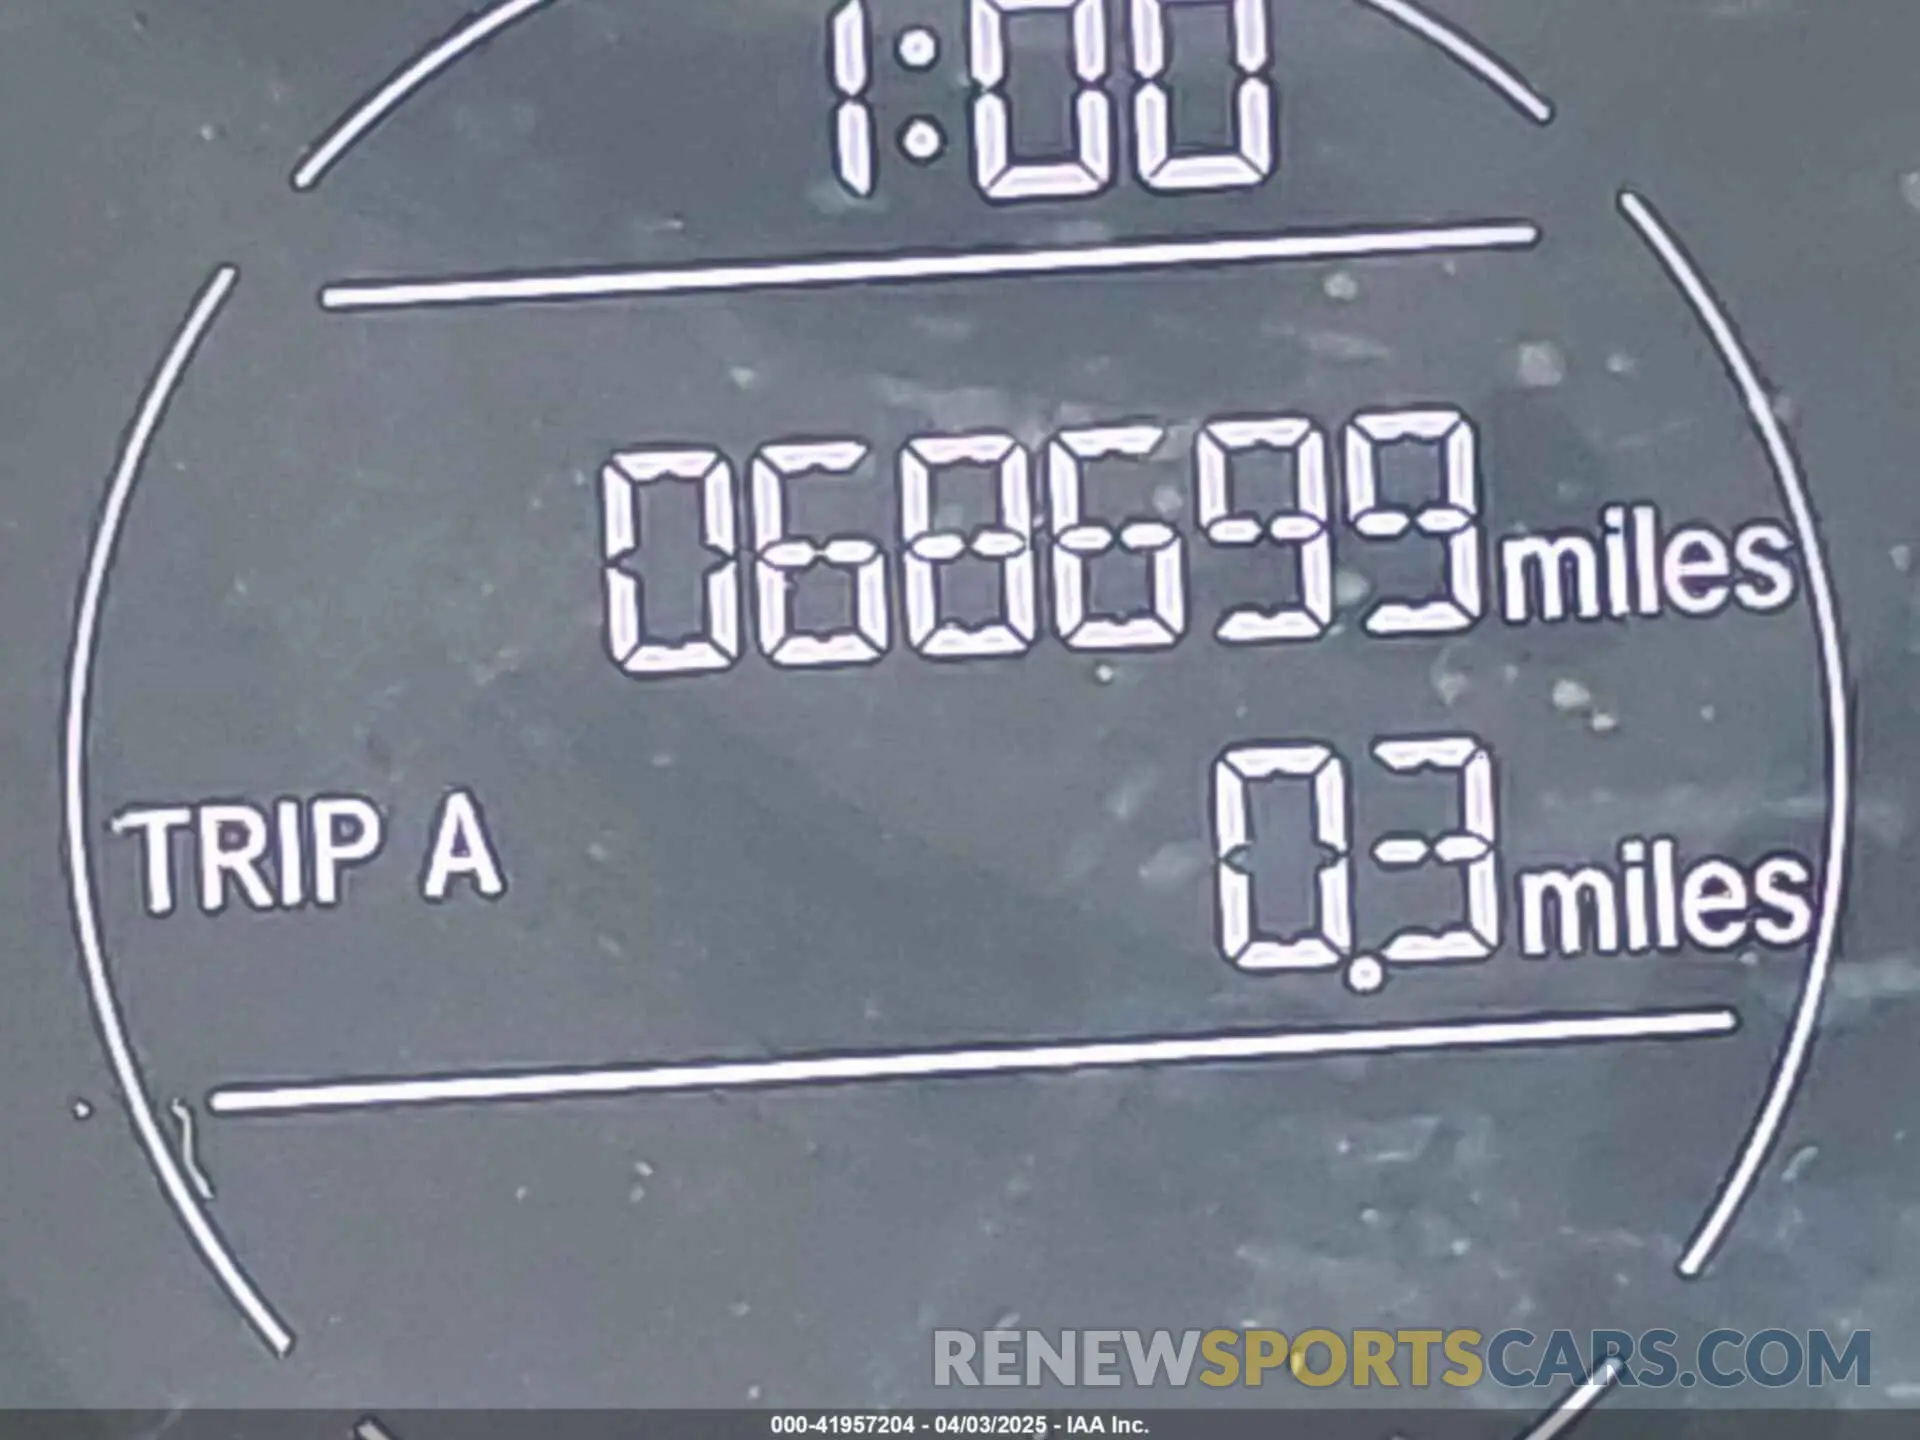 1:00
068699 miles
TRIP A 0.3 miles
RENEWSPORTSCARS.COM
000-41957204 - 04/03/2025 - IAA Inc.